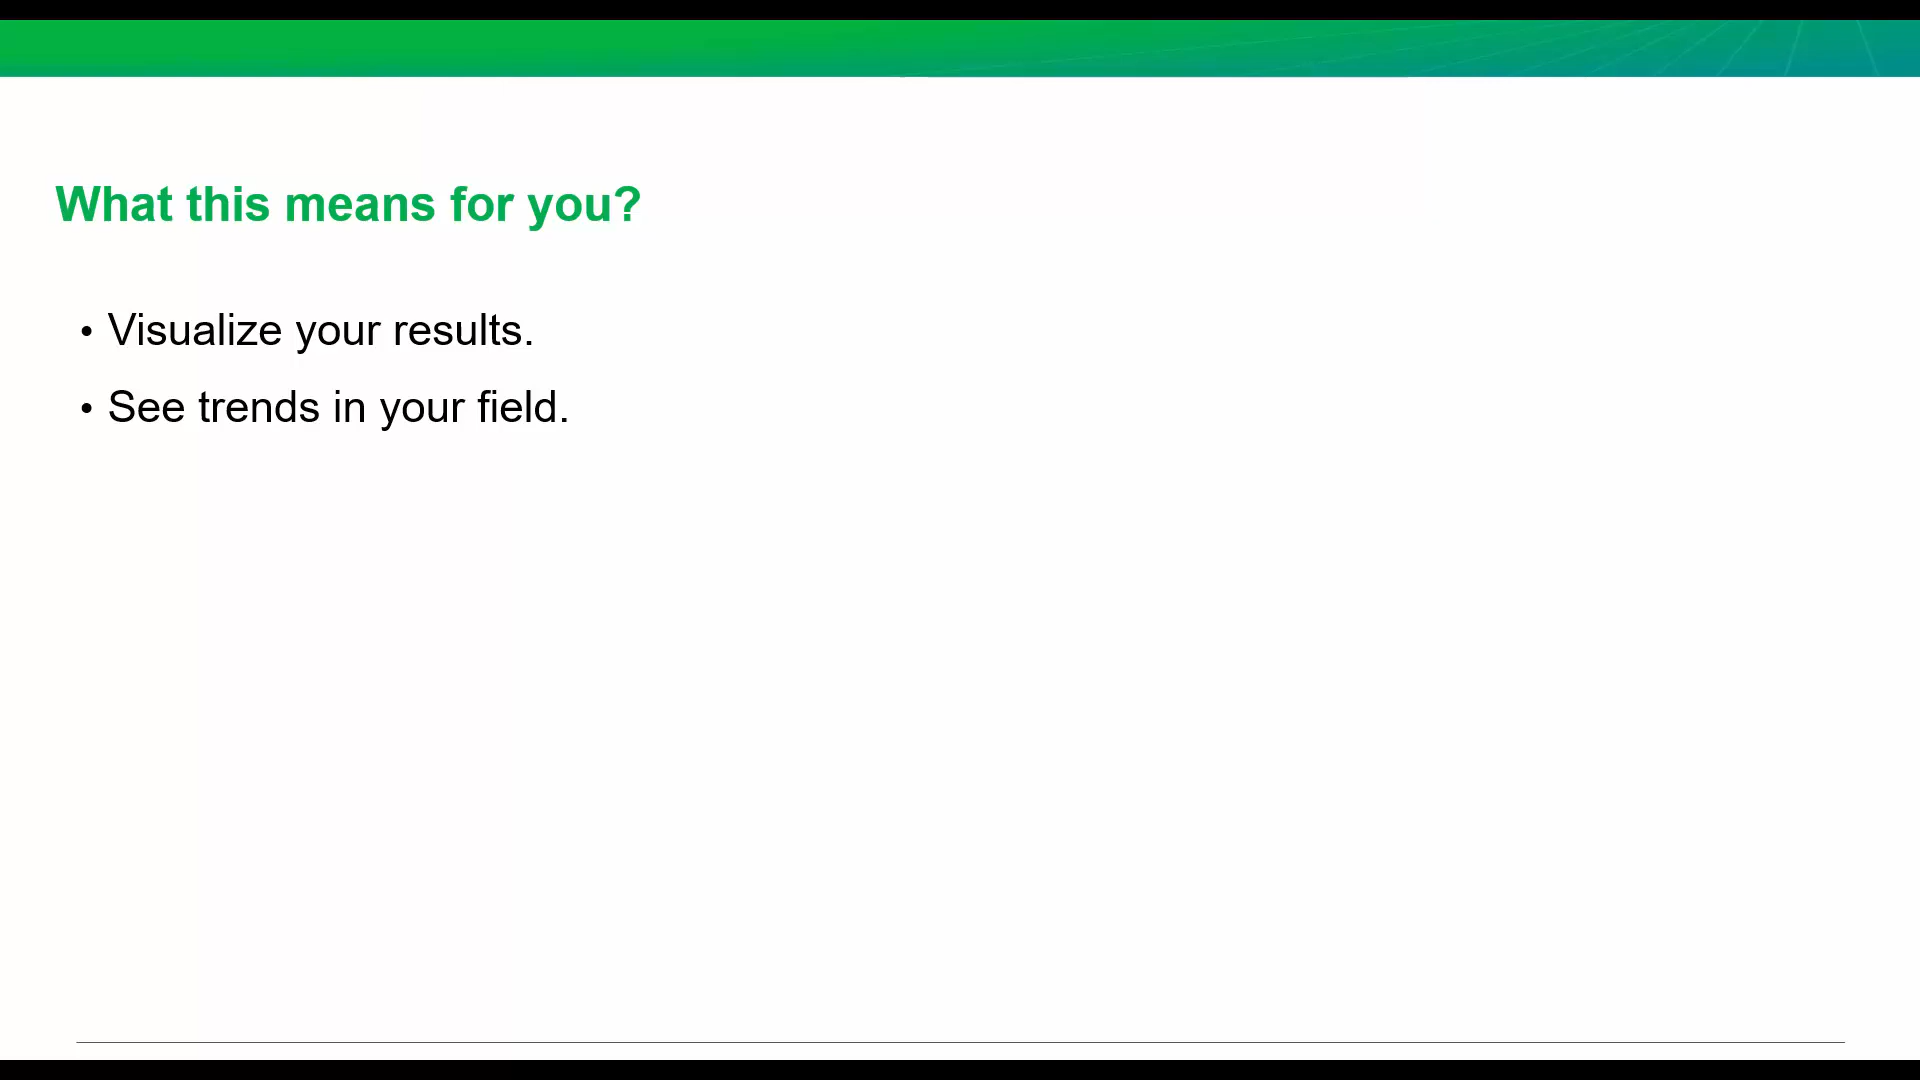 What this means for you?
• Visualize your results.
• See trends in your field.